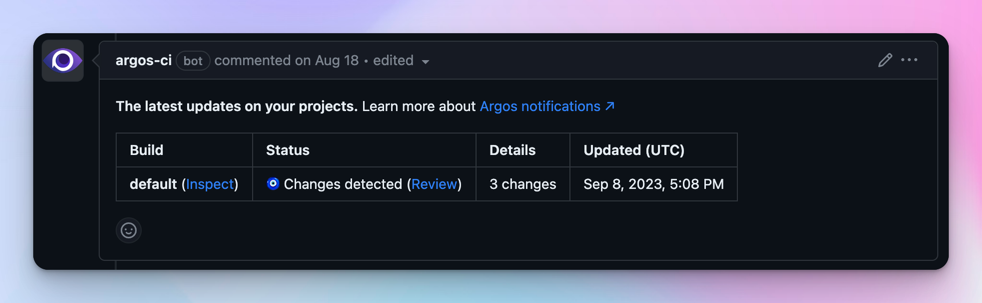 argos-ci bot commented on Aug 18 • edited
The latest updates on your projects. Learn more about Argos notifications ↗
Build Status Details Updated (UTC)
default (Inspect) Changes detected (Review) 3 changes Sep 8, 2023, 5:08 PM